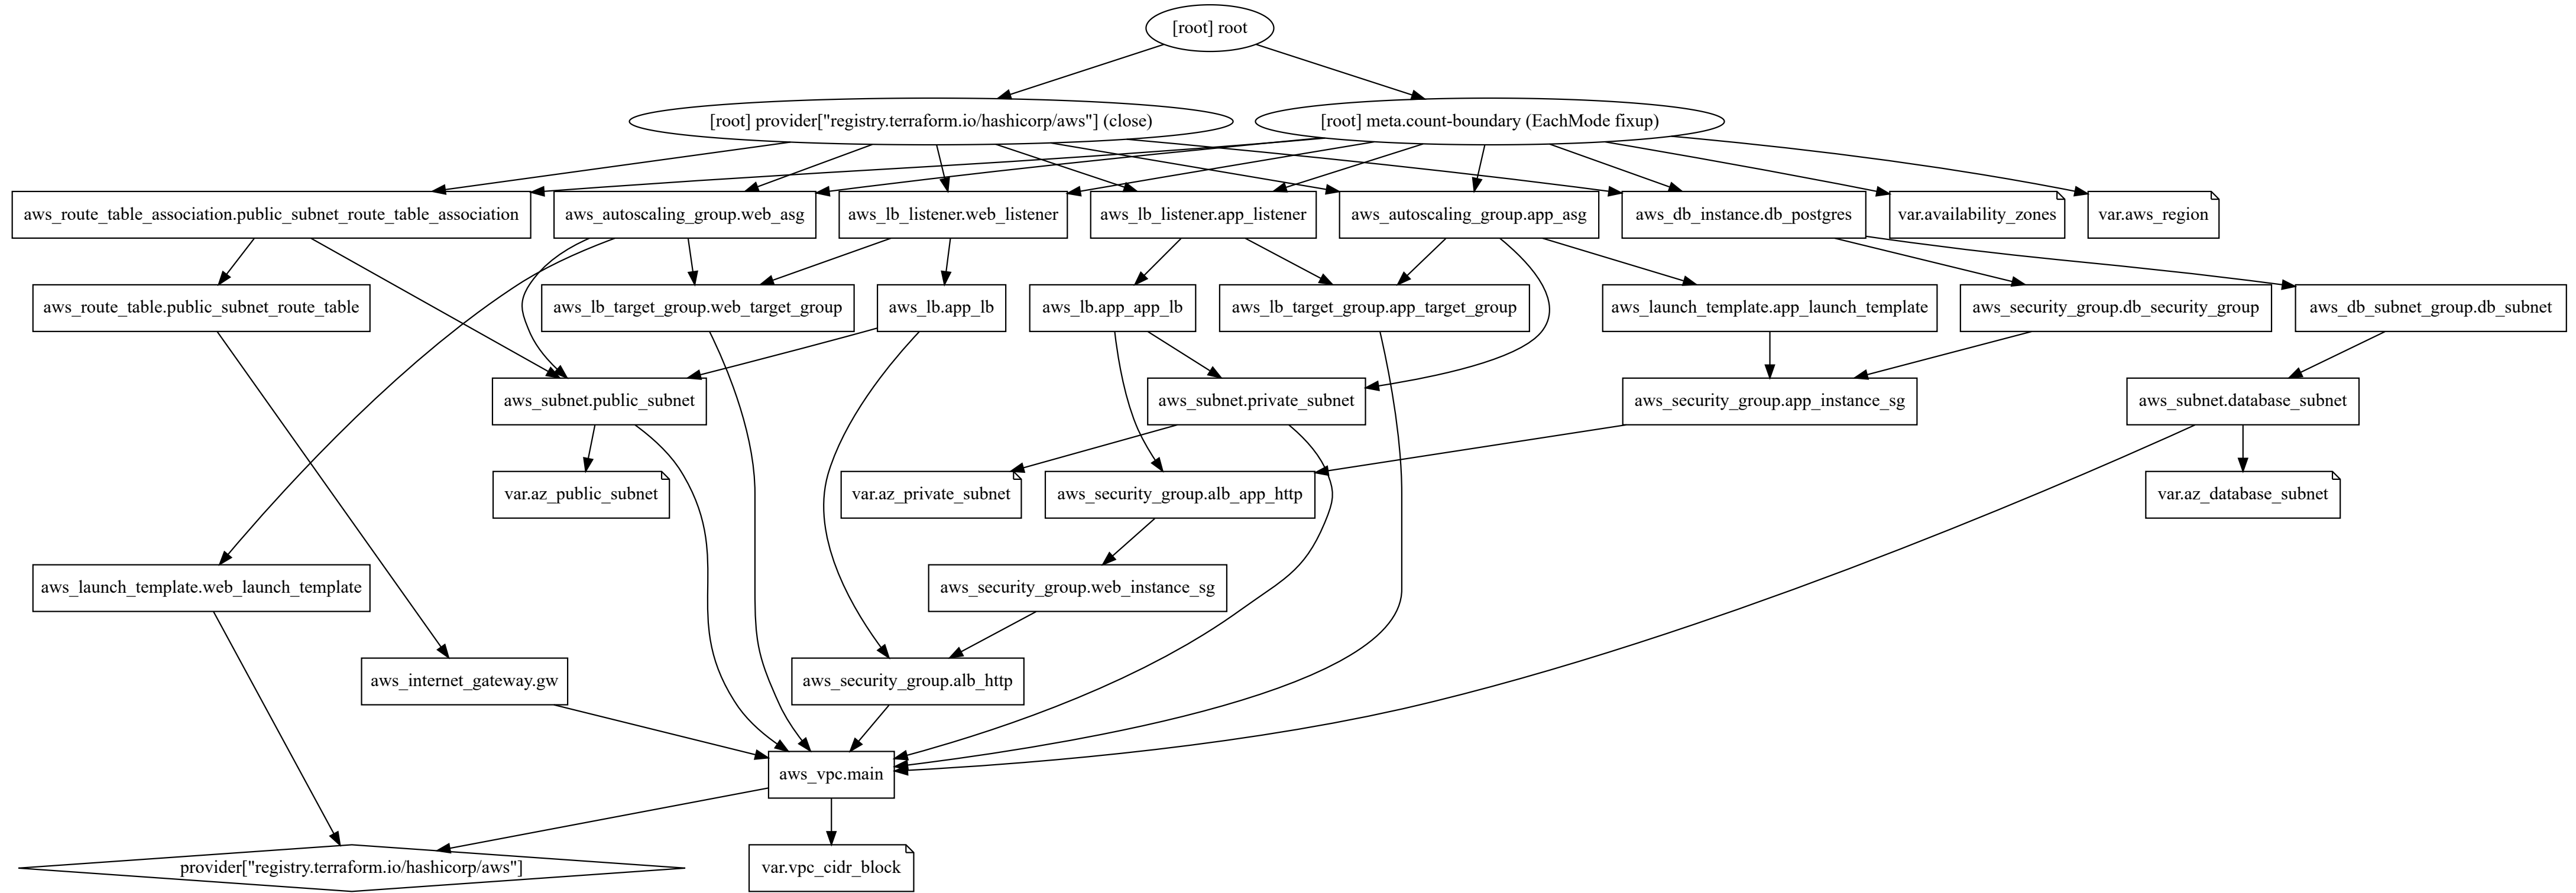 [root] root
[root] provider["registry.terraform.io/hashicorp/aws"] (close)
[root] meta.count-boundary (EachMode fixup)
aws_route_table_association.public_subnet_route_table_association
aws_autoscaling_group.web_asg
aws_lb_listener.web_listener
aws_lb_listener.app_listener
aws_autoscaling_group.app_asg
aws_db_instance.db_postgres
var.availability_zones
var.aws_region
aws_route_table.public_subnet_route_table
aws_lb_target_group.web_target_group
aws_lb.app_lb
aws_lb.app_app_lb
aws_lb_target_group.app_target_group
aws_launch_template.app_launch_template
aws_security_group.db_security_group
aws_db_subnet_group.db_subnet
aws_subnet.public_subnet
aws_subnet.private_subnet
aws_security_group.app_instance_sg
aws_subnet.database_subnet
var.az_public_subnet
var.az_private_subnet
aws_security_group.alb_app_http
var.az_database_subnet
aws_launch_template.web_launch_template
aws_security_group.web_instance_sg
aws_internet_gateway.gw
aws_security_group.alb_http
aws_vpc.main
provider["registry.terraform.io/hashicorp/aws"]
var.vpc_cidr_block